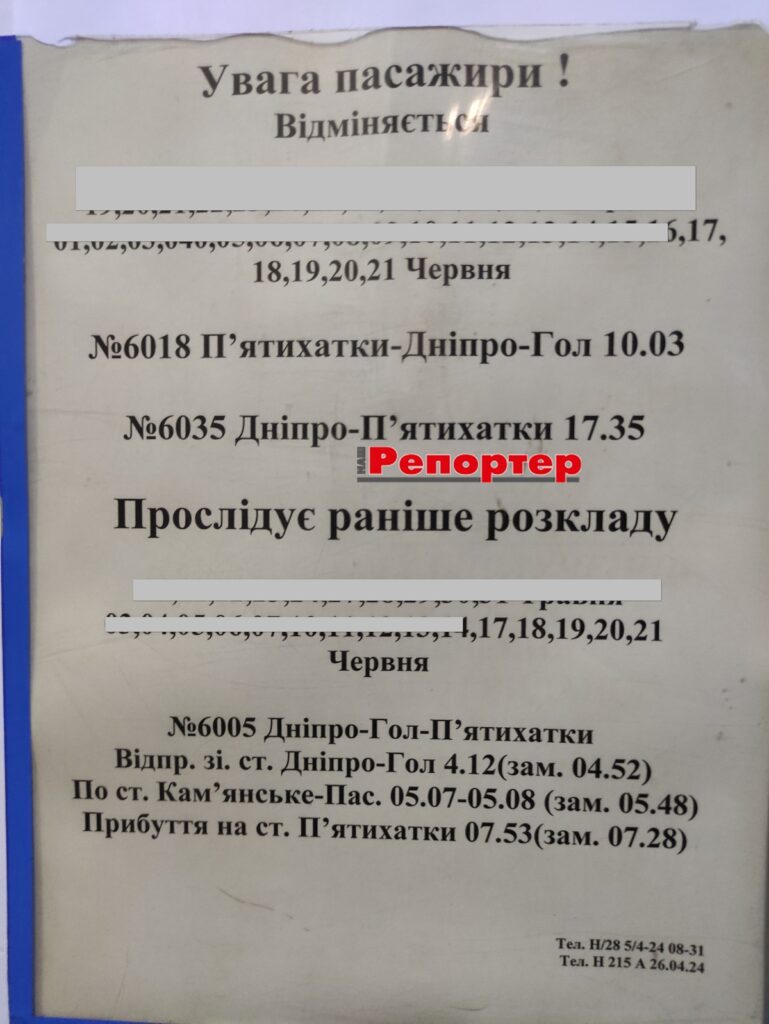 Увага пасажири !
Відміняється
17,
18,19,20,21 Червня
№6018 П’ятихатки-Дніпро-Гол 10.03
№6035 Дніпро-П’ятихатки 17.35
НАШ Репортер
Прослідує раніше розкладу
17,18,19,20,21
Червня
№6005 Дніпро-Гол-П’ятихатки
Відпр. зі. ст. Дніпро-Гол 4.12(зам. 04.52)
По ст. Кам’янське-Пас. 05.07-05.08 (зам. 05.48)
Прибуття на ст. П’ятихатки 07.53(зам. 07.28)
Тел. Н/28 5/4-24 08-31
Тел. Н 215 А 26.04.24